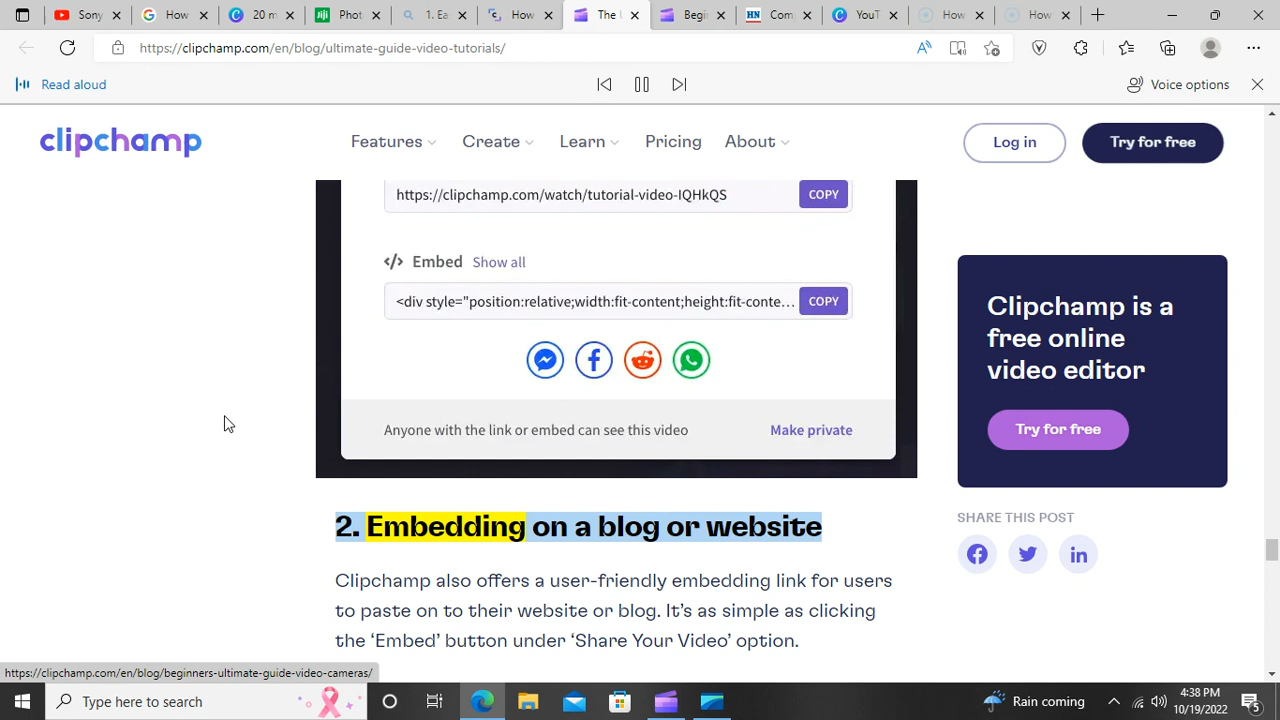 Sony
How
20 m
Phot
1. Eas
How
The U
Begin
HN
Comp
YouT
How
How
https://clipchamp.com/en/blog/ultimate-guide-video-tutorials/
Read aloud
Voice options
clipchamp
Features
Create
Learn
Pricing
About
Log in
Try for free
https://clipchamp.com/watch/tutorial-video-IQHkQS
COPY
</> Embed Show all
<div style="position:relative;width:fit-content;height:fit-conte...
COPY
Anyone with the link or embed can see this video
Make private
2. Embedding on a blog or website
Clipchamp also offers a user-friendly embedding link for users
to paste on to their website or blog. It’s as simple as clicking
the ‘Embed’ button under ‘Share Your Video’ option.
Clipchamp is a
free online
video editor
Try for free
SHARE THIS POST
https://clipchamp.com/en/blog/beginners-ultimate-guide-video-cameras/
Type here to search
Rain coming
4:38 PM
10/19/2022
5